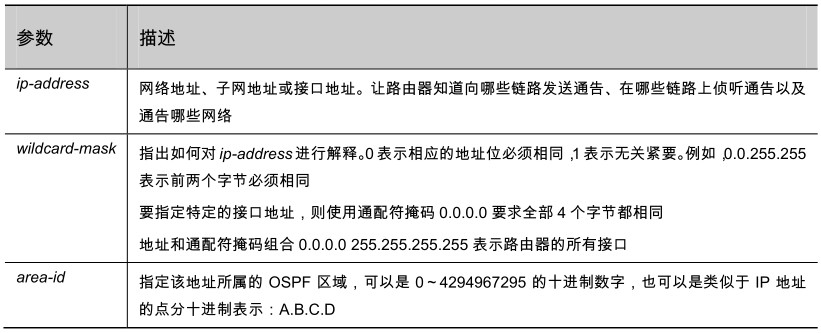 参数 描述
ip-address 网络地址、子网地址或接口地址。让路由器知道向哪些链路发送通告、在哪些链路上侦听通告以及
通告哪些网络
wildcard-mask 指出如何对 ip-address 进行解释。0 表示相应的地址位必须相同，1 表示无关紧要。例如，0.0.255.255
表示前两个字节必须相同
要指定特定的接口地址，则使用通配符掩码 0.0.0.0 要求全部 4 个字节都相同
地址和通配符掩码组合 0.0.0.0 255.255.255.255 表示路由器的所有接口
area-id 指定该地址所属的 OSPF 区域，可以是 0～4294967295 的十进制数字，也可以是类似于 IP 地址
的点分十进制表示：A.B.C.D